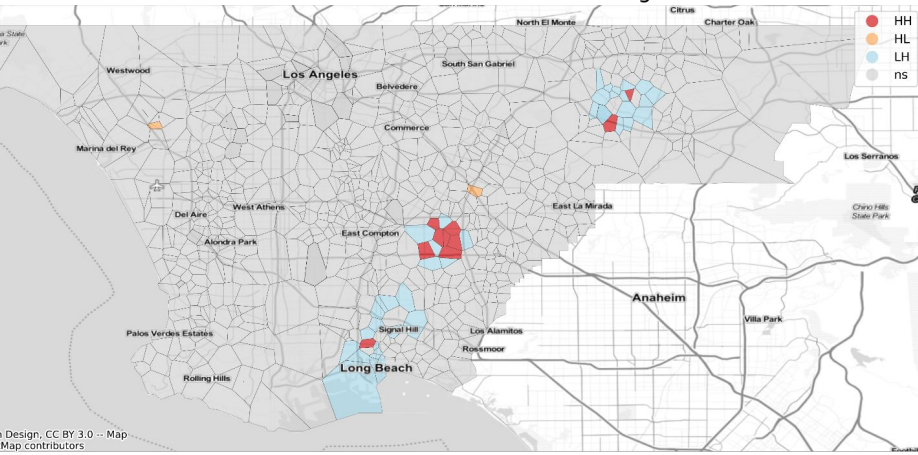 Citrus
North El Monte
Charter Oak
HH
HL
LH
ns
Westwood
South San Gabriel
Los Angeles
Belvedere
Commerce
Marina del Rey
Los Serranos
Del Aire
West Athens
East La Mirada
Chino Hills
State Park
East Compton
Alondra Park
Anaheim
Villa Park
Palos Verdes Estates
Signal Hill
Los Alamitos
Rossmoor
Long Beach
Rolling Hills
Design, CC BY 3.0 -- Map
Map contributors